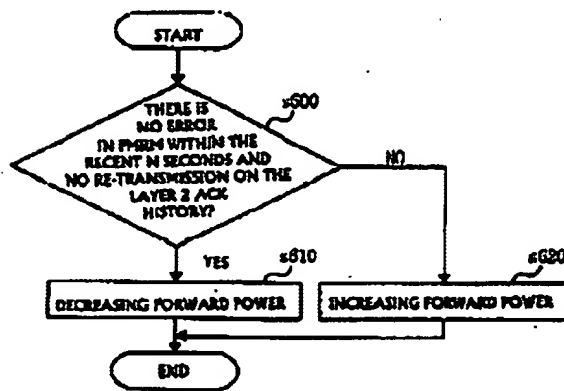 START
s600
THERE IS
NO ERROR
IN PMRM WITHIN THE
RECENT N SECONDS AND
NO RE-TRANSMISSION ON THE
LAYER 2 ACK
HISTORY?
NO
YES
s610
s620
DECREASING FORWARD POWER
INCREASING FORWARD POWER
END